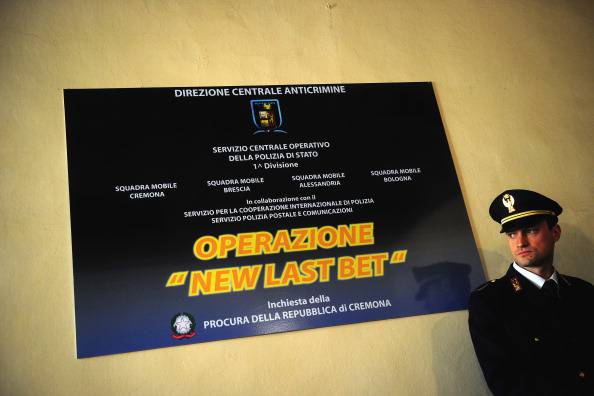 DIREZIONE CENTRALE ANTICRIMINE
SERVIZIO CENTRALE OPERATIVO
DELLA POLIZIA DI STATO
1^ Divisione
SQUADRA MOBILE
CREMONA
SQUADRA MOBILE
BRESCIA
SQUADRA MOBILE
ALESSANDRIA
SQUADRA MOBILE
BOLOGNA
In collaborazione con il
SERVIZIO PER LA COOPERAZIONE INTERNAZIONALE DI POLIZIA
SERVIZIO POLIZIA POSTALE E COMUNICAZIONI
OPERAZIONE
“ NEW LAST BET “
Inchiesta della
PROCURA DELLA REPUBBLICA di CREMONA